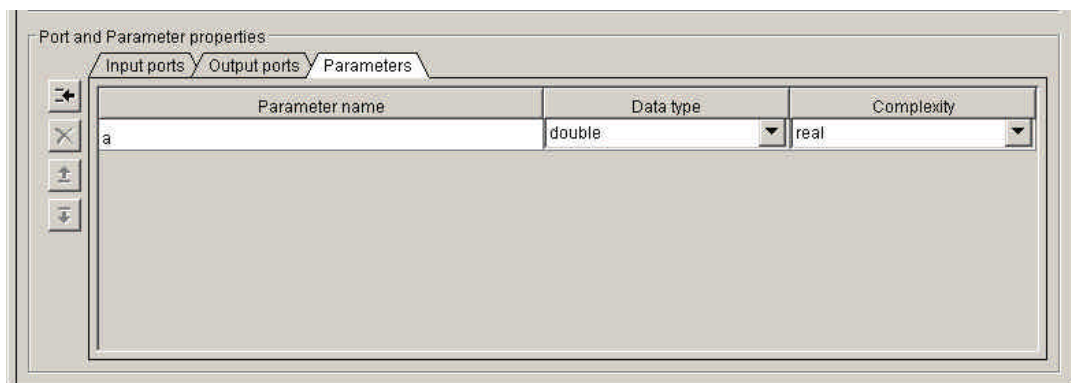 Port and Parameter properties
Input ports Output ports Parameters
Parameter name Data type Complexity
a double real